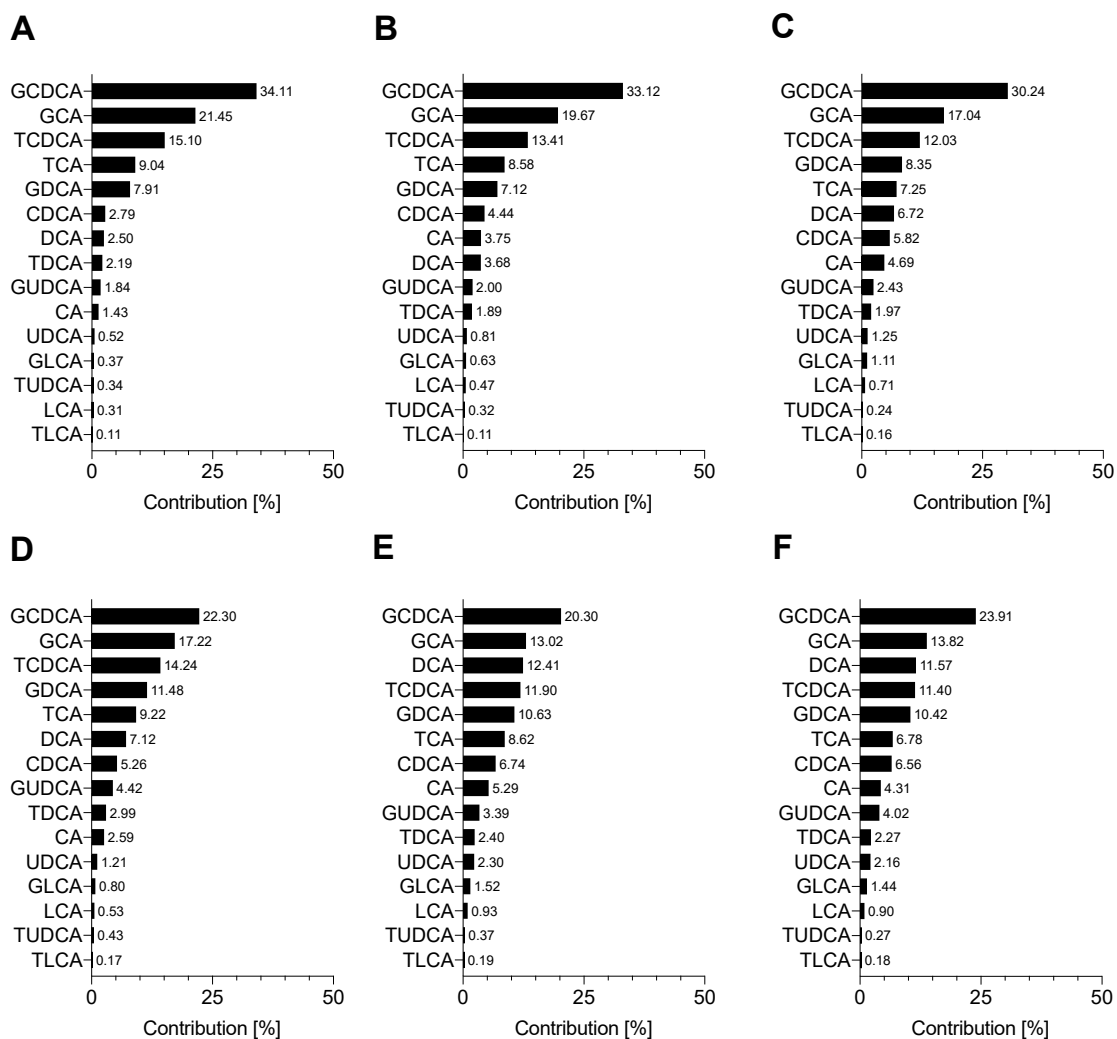 A
GCDCA 34.11
GCA 21.45
TCDCA 15.10
TCA 9.04
GDCA 7.91
CDCA 2.79
DCA 2.50
TDCA 2.19
GUDCA 1.84
CA 1.43
UDCA 0.52
GLCA 0.37
TUDCA 0.34
LCA 0.31
TLCA 0.11
0 25 50
Contribution [%]
B
GCDCA 33.12
GCA 19.67
TCDCA 13.41
TCA 8.58
GDCA 7.12
CDCA 4.44
CA 3.75
DCA 3.68
GUDCA 2.00
TDCA 1.89
UDCA 0.81
GLCA 0.63
LCA 0.47
TUDCA 0.32
TLCA 0.11
0 25 50
Contribution [%]
C
GCDCA 30.24
GCA 17.04
TCDCA 12.03
GDCA 8.35
TCA 7.25
DCA 6.72
CDCA 5.82
CA 4.69
GUDCA 2.43
TDCA 1.97
UDCA 1.25
GLCA 1.11
LCA 0.71
TUDCA 0.24
TLCA 0.16
0 25 50
Contribution [%]
D
GCDCA 22.30
GCA 17.22
TCDCA 14.24
GDCA 11.48
TCA 9.22
DCA 7.12
CDCA 5.26
GUDCA 4.42
TDCA 2.99
CA 2.59
UDCA 1.21
GLCA 0.80
LCA 0.53
TUDCA 0.43
TLCA 0.17
0 25 50
Contribution [%]
E
GCDCA 20.30
GCA 13.02
DCA 12.41
TCDCA 11.90
GDCA 10.63
TCA 8.62
CDCA 6.74
CA 5.29
GUDCA 3.39
TDCA 2.40
UDCA 2.30
GLCA 1.52
LCA 0.93
TUDCA 0.37
TLCA 0.19
0 25 50
Contribution [%]
F
GCDCA 23.91
GCA 13.82
DCA 11.57
TCDCA 11.40
GDCA 10.42
TCA 6.78
CDCA 6.56
CA 4.31
GUDCA 4.02
TDCA 2.27
UDCA 2.16
GLCA 1.44
LCA 0.90
TUDCA 0.27
TLCA 0.18
0 25 50
Contribution [%]